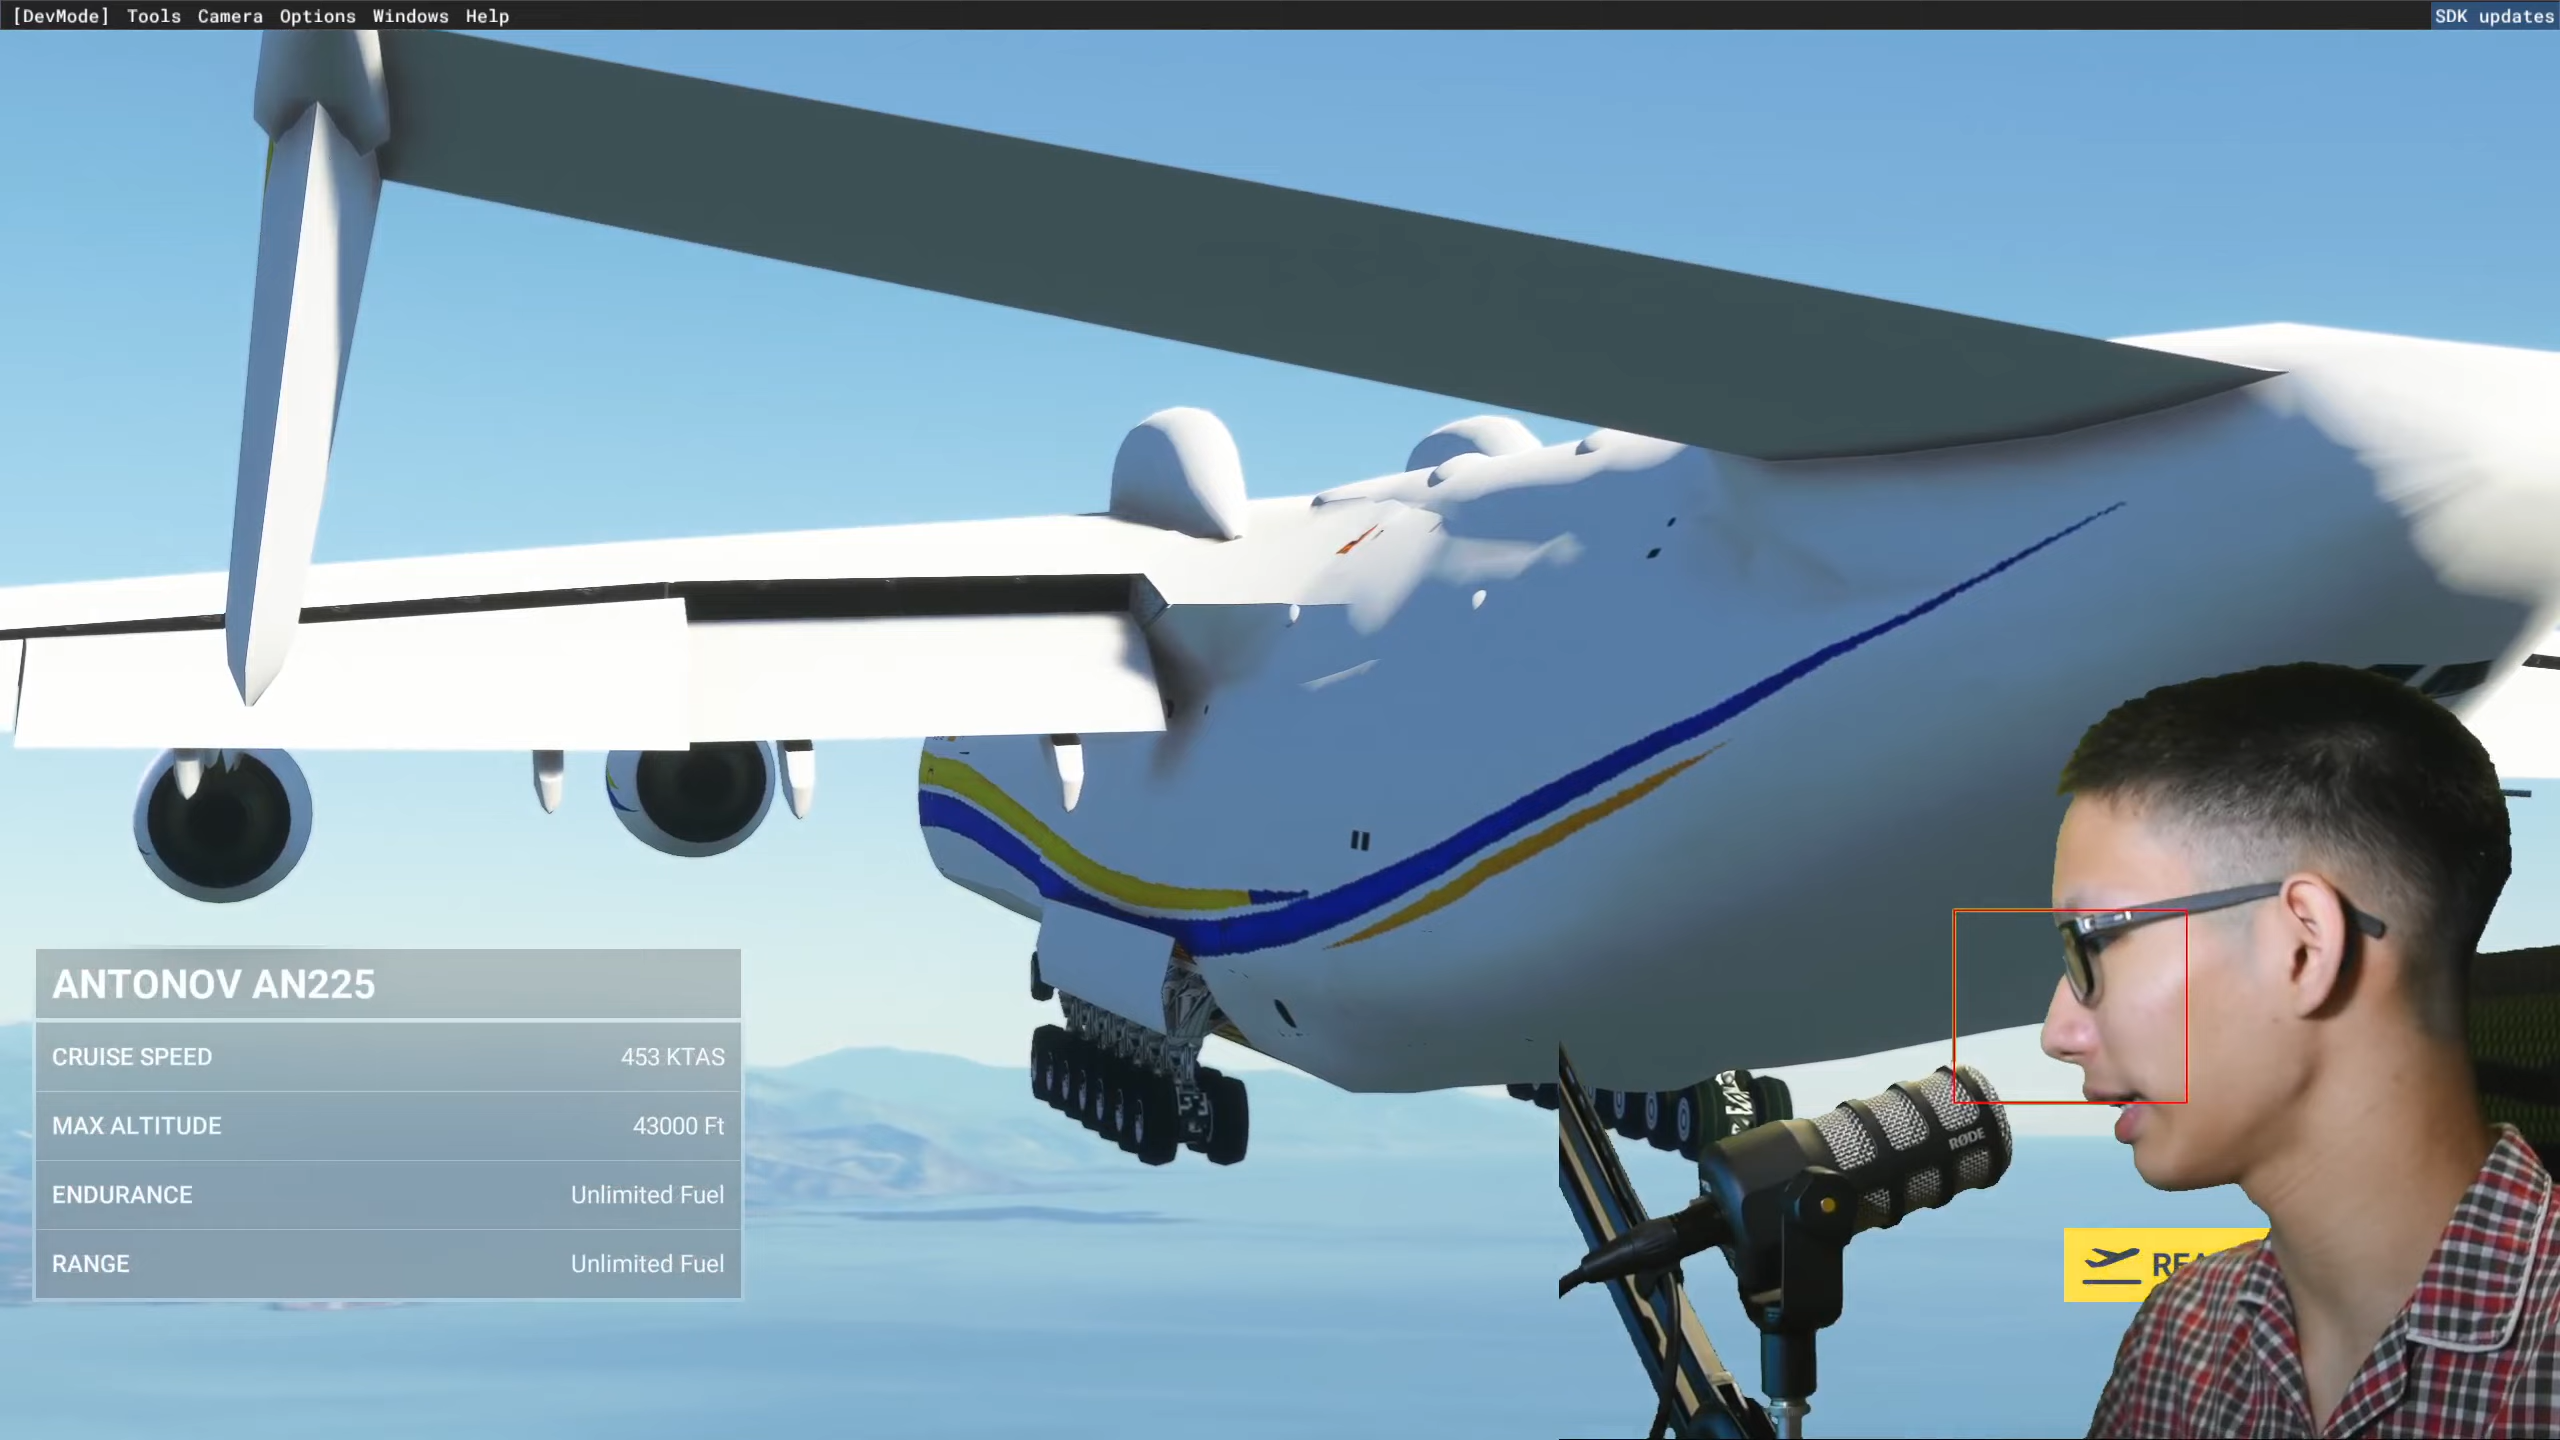 [DevMode] Tools Camera Options Windows Help
SDK updates
ANTONOV AN225
CRUISE SPEED 453 KTAS
MAX ALTITUDE 43000 Ft
ENDURANCE Unlimited Fuel
RANGE Unlimited Fuel
RØDE